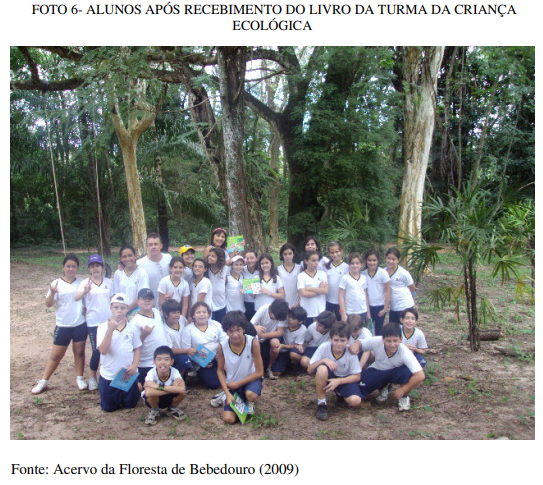 FOTO 6- ALUNOS APÓS RECEBIMENTO DO LIVRO DA TURMA DA CRIANÇA
ECOLÓGICA
Fonte: Acervo da Floresta de Bebedouro (2009)